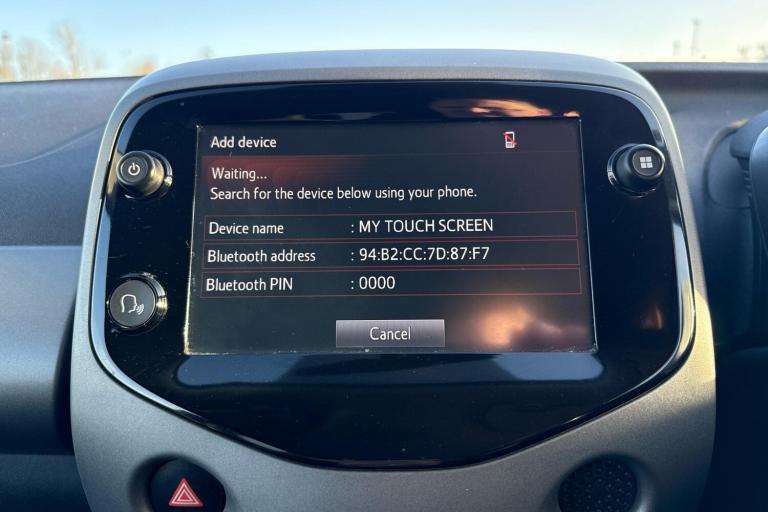 Add device
Waiting...
Search for the device below using your phone.
Device name : MY TOUCH SCREEN
Bluetooth address : 94:B2:CC:7D:87:F7
Bluetooth PIN : 0000
Cancel